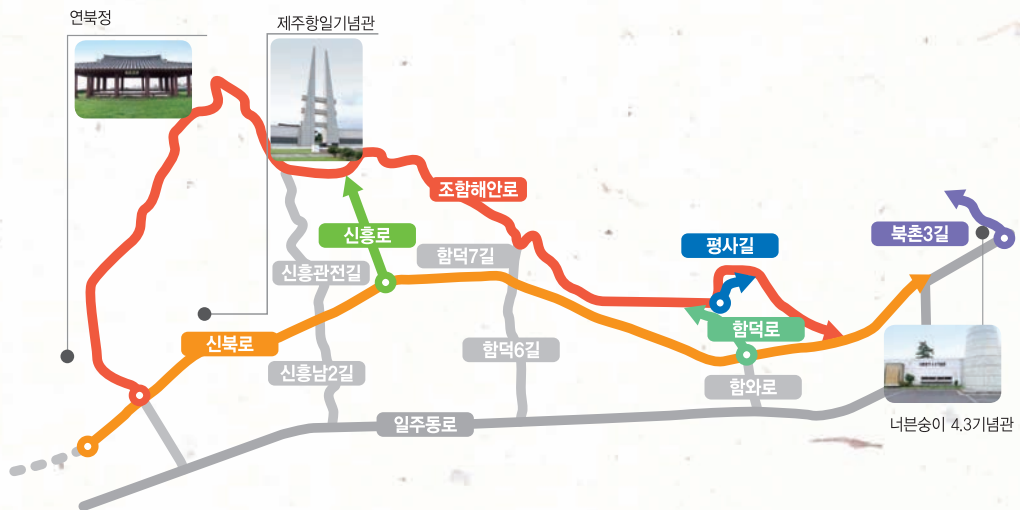 연북정
제주항일기념관
조함해안로
신흥로
함덕7길
평사길
북촌3길
신흥관전길
신북로
함덕로
함덕6길
신흥남2길
함와로
일주동로
너븐숭이 4.3기념관